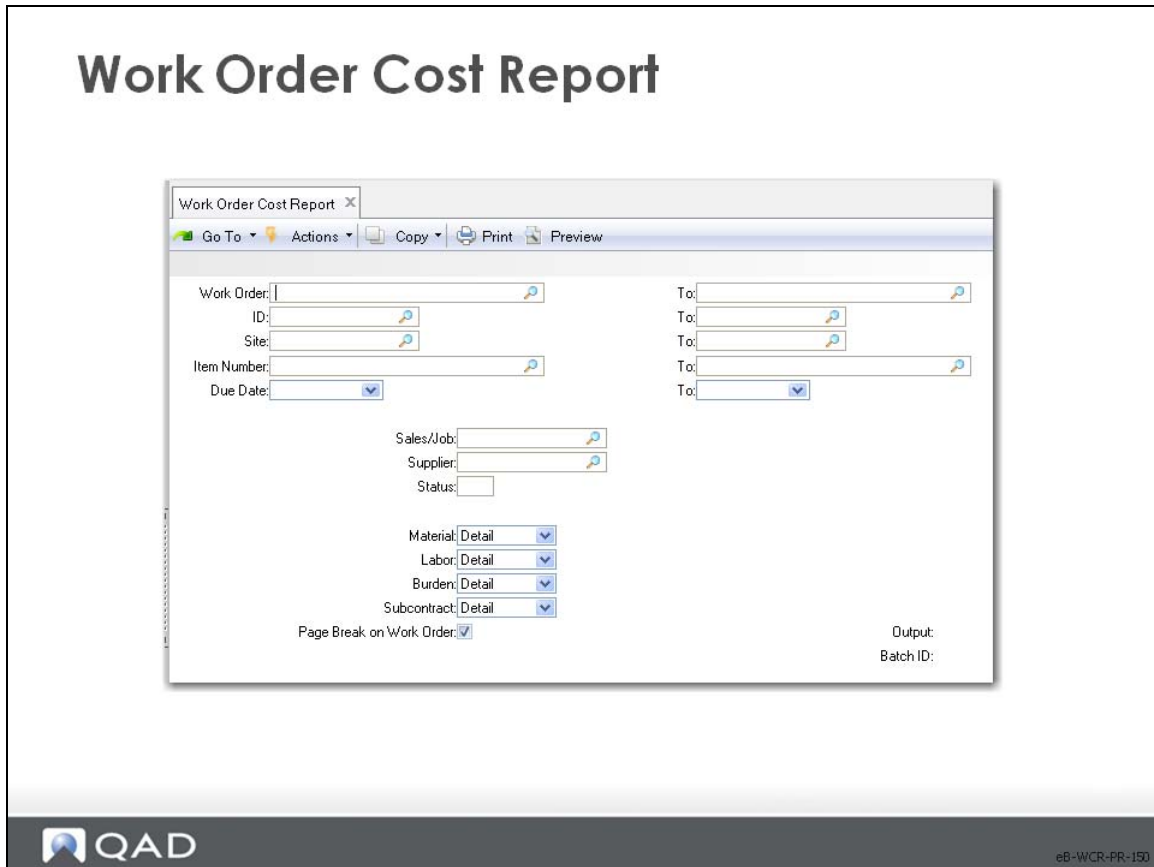 Work Order Cost Report
Work Order Cost Report X
Go To Actions Copy Print Preview
Work Order: To:
ID: To:
Site: To:
Item Number: To:
Due Date: To:
Sales/Job:
Supplier:
Status:
Material: Detail
Labor: Detail
Burden: Detail
Subcontract: Detail
Page Break on Work Order: Output:
Batch ID:
QAD
eB-WCR-PR-150